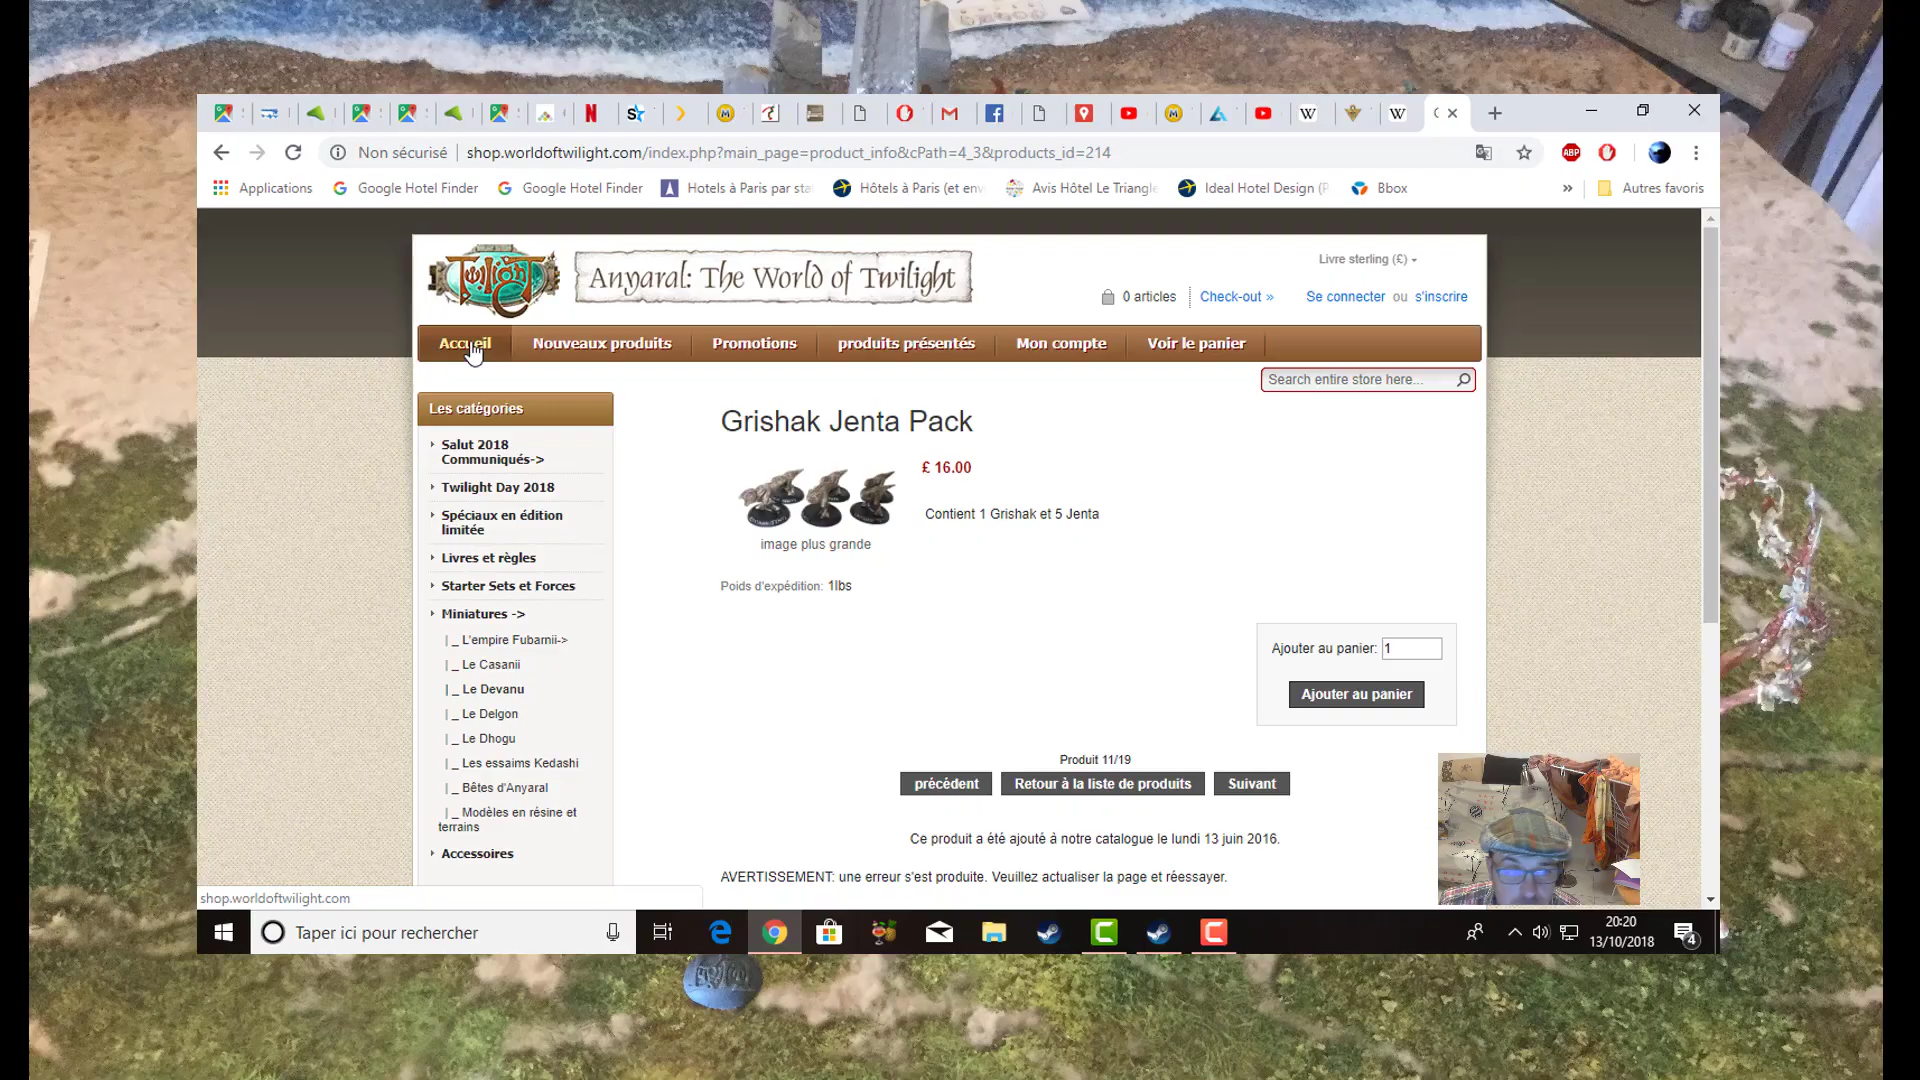 Non sécurisé
shop.worldoftwilight.com/index.php?main_page=product_info&cPath=4_3&products_id=214
Applications
Google Hotel Finder
Google Hotel Finder
Hotels à Paris par sta
Hôtels à Paris (et env
Avis Hôtel Le Triangle
Ideal Hotel Design (P
Bbox
»
Autres favoris
Twilight
Anyaral: The World of Twilight
Livre sterling (£)
0 articles
Check-out »
Se connecter ou s'inscrire
Accueil
Nouveaux produits
Promotions
produits présentés
Mon compte
Voir le panier
Search entire store here...
Les catégories
Salut 2018
Communiqués->
Twilight Day 2018
Spéciaux en édition
limitée
Livres et règles
Starter Sets et Forces
Miniatures ->
|_ L'empire Fubarnii->
|_ Le Casanii
|_ Le Devanu
|_ Le Delgon
|_ Le Dhogu
|_ Les essaims Kedashi
|_ Bêtes d'Anyaral
|_ Modèles en résine et
terrains
Accessoires
Grishak Jenta Pack
£ 16.00
Contient 1 Grishak et 5 Jenta
image plus grande
Poids d'expédition: 1lbs
Ajouter au panier: 1
Ajouter au panier
Produit 11/19
précédent
Retour à la liste de produits
Suivant
Ce produit a été ajouté à notre catalogue le lundi 13 juin 2016.
AVERTISSEMENT: une erreur s'est produite. Veuillez actualiser la page et réessayer.
shop.worldoftwilight.com
Taper ici pour rechercher
20:20
13/10/2018
4